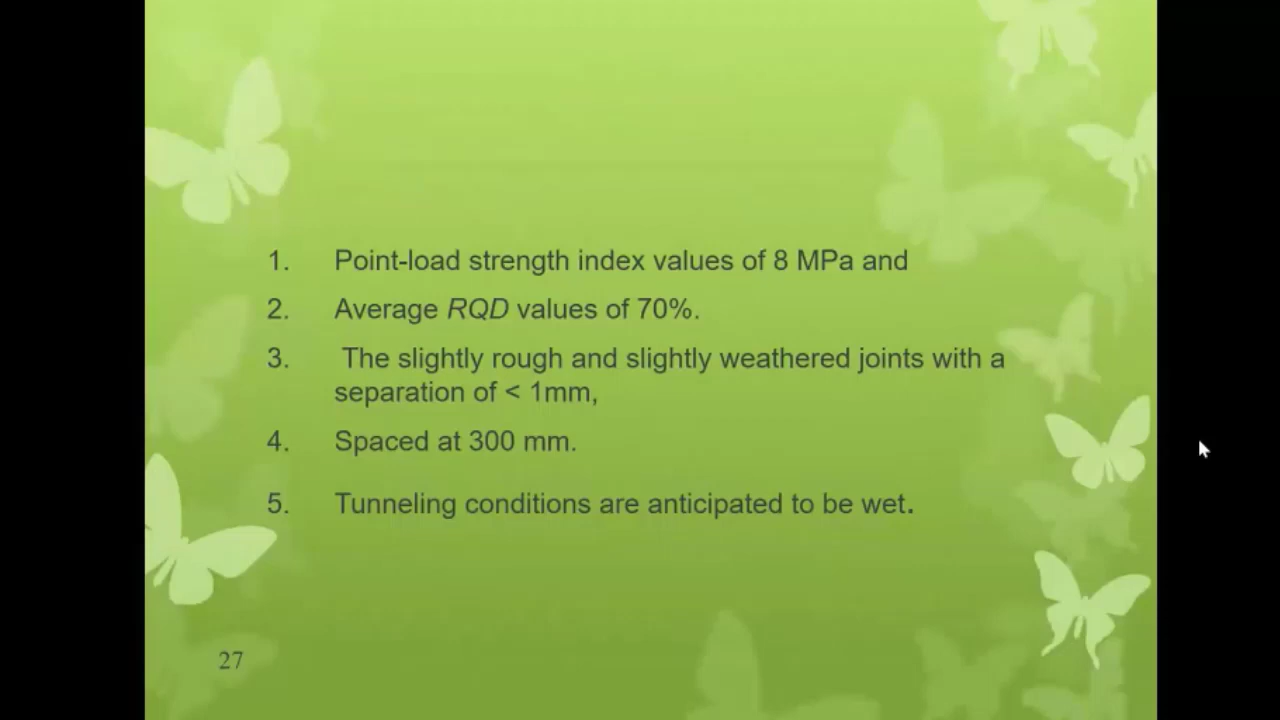 1. Point-load strength index values of 8 MPa and
2. Average RQD values of 70%.
3. The slightly rough and slightly weathered joints with a
separation of < 1mm,
4. Spaced at 300 mm.
5. Tunneling conditions are anticipated to be wet.
27